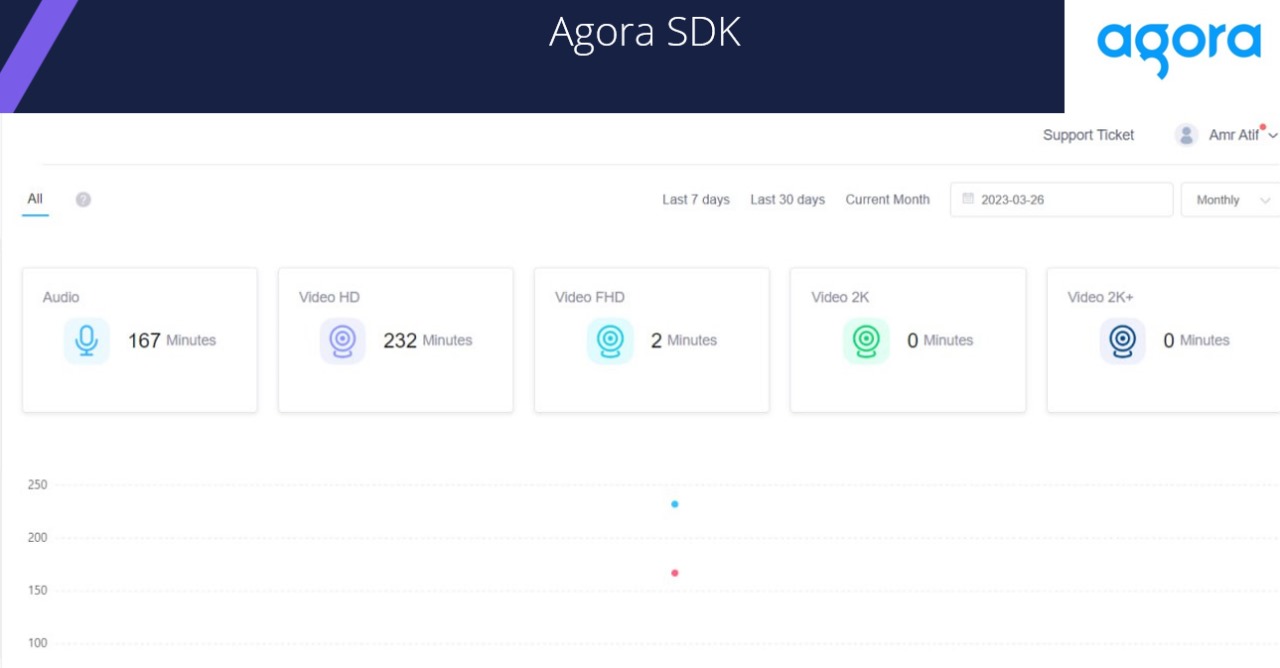 Agora SDK
agora
Support Ticket
Amr Atif
All
?
Last 7 days
Last 30 days
Current Month
2023-03-26
Monthly
Audio
167 Minutes
Video HD
232 Minutes
Video FHD
2 Minutes
Video 2K
0 Minutes
Video 2K+
0 Minutes
250
200
150
100